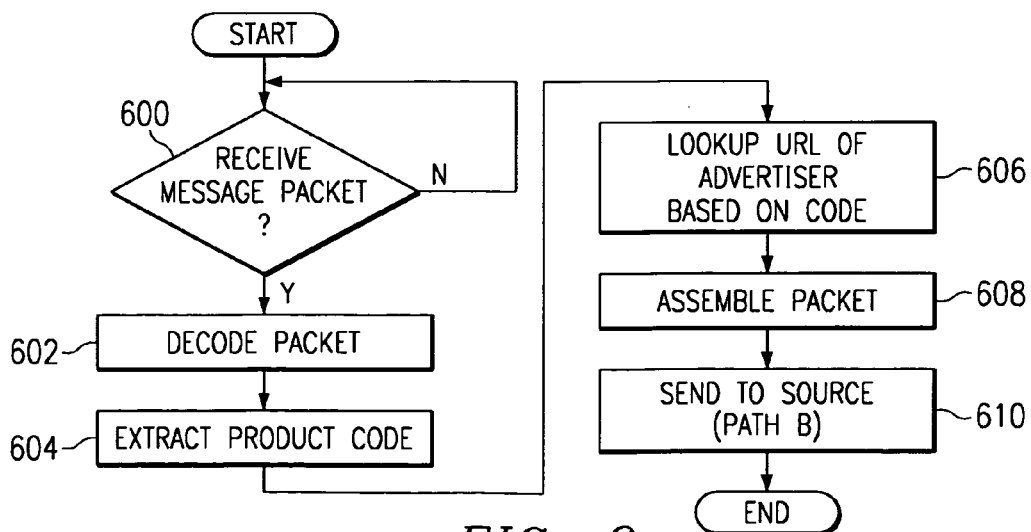 START
600
RECEIVE
MESSAGE PACKET
?
N
Y
602
DECODE PACKET
604
EXTRACT PRODUCT CODE
LOOKUP URL OF
ADVERTISER
BASED ON CODE
606
ASSEMBLE PACKET
608
SEND TO SOURCE
(PATH B)
610
END